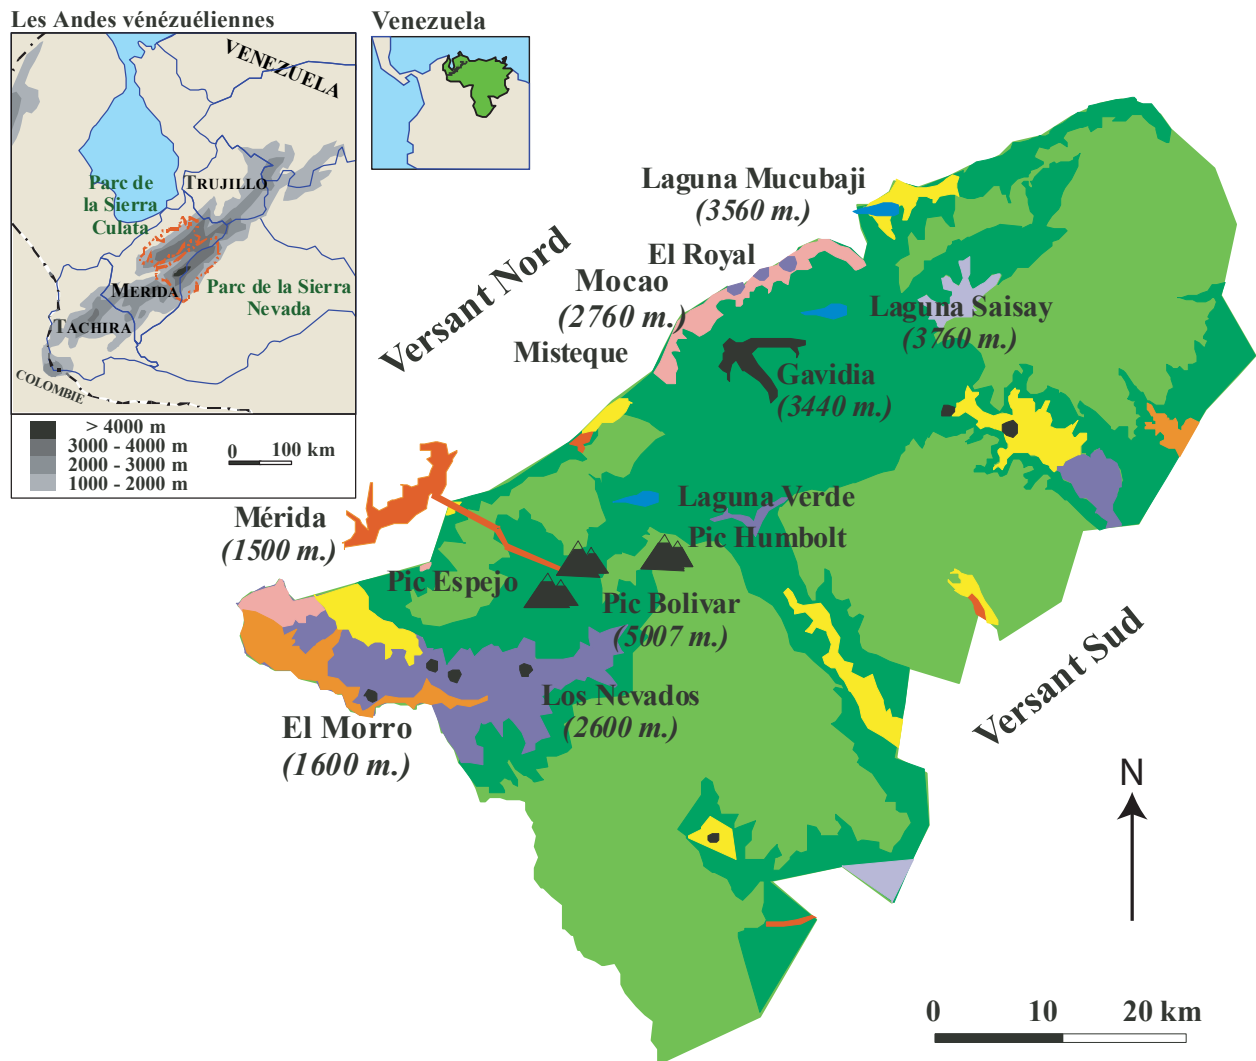 Les Andes vénézuéliennes
VENEZUELA
Parc de
la Sierra
Culata
TRUJILLO
MERIDA
Parc de la Sierra
Nevada
TACHIRA
COLOMBIE
> 4000 m
3000 - 4000 m
2000 - 3000 m
1000 - 2000 m
0 100 km
Venezuela
Versant Nord
Laguna Mucubaji
(3560 m.)
El Royal
Mocao
(2760 m.)
Misteque
Laguna Saisay
(3760 m.)
Gavidia
(3440 m.)
Mérida
(1500 m.)
Laguna Verde
Pic Humbolt
Pic Espejo
Pic Bolivar
(5007 m.)
Los Nevados
(2600 m.)
El Morro
(1600 m.)
Versant Sud
N
0 10 20 km